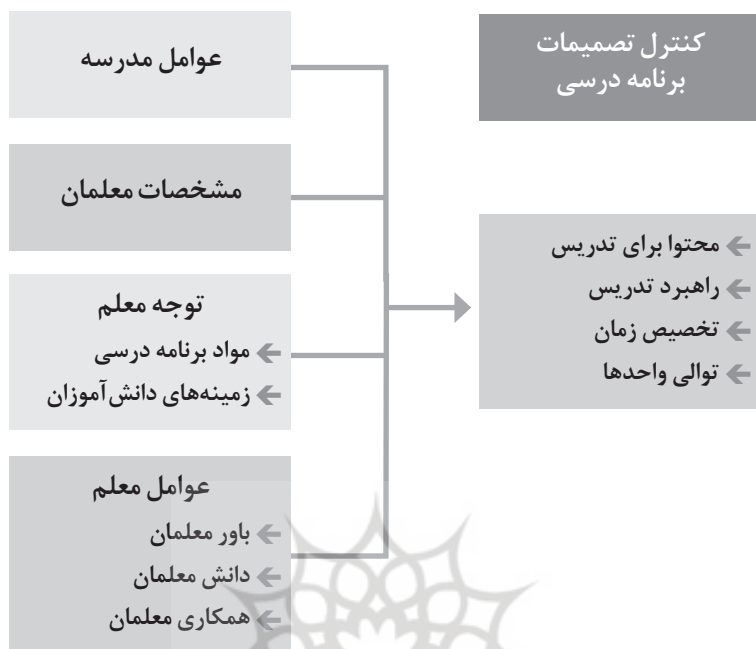 عوامل مدرسه
مشخصات معلمان
توجه معلم
مواد برنامه درسی
زمینه‌های دانش‌آموزان
عوامل معلم
باور معلمان
دانش معلمان
همکاری معلمان
کنترل تصمیمات
برنامه درسی
محتوا برای تدریس
راهبرد تدریس
تخصیص زمان
توالی واحدها